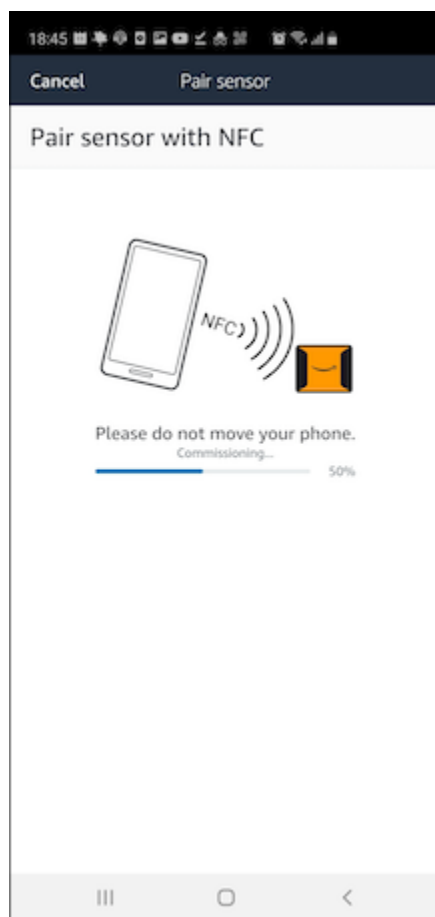 18:45
Cancel Pair sensor
Pair sensor with NFC
NFC
Please do not move your phone.
Commissioning...
50%